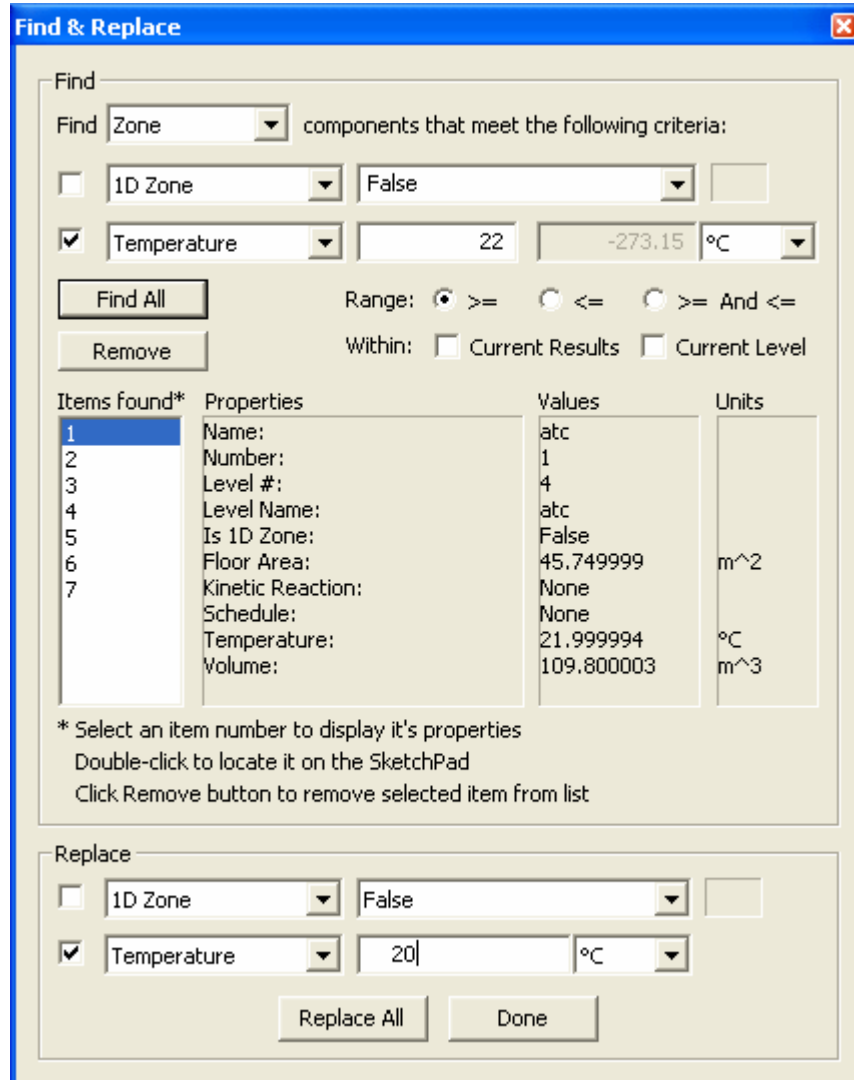 Find & Replace
Find
Find Zone components that meet the following criteria:
1D Zone False
Temperature 22 -273.15 °C
Find All Range: >= <= >= And <=
Remove Within: Current Results Current Level
Items found* Properties Values Units
1 Name: atc
2 Number: 1
3 Level #: 4
4 Level Name: atc
5 Is 1D Zone: False
6 Floor Area: 45.749999 m^2
7 Kinetic Reaction: None
Schedule: None
Temperature: 21.999994 °C
Volume: 109.800003 m^3
* Select an item number to display it's properties
Double-click to locate it on the SketchPad
Click Remove button to remove selected item from list
Replace
1D Zone False
Temperature 20 °C
Replace All Done